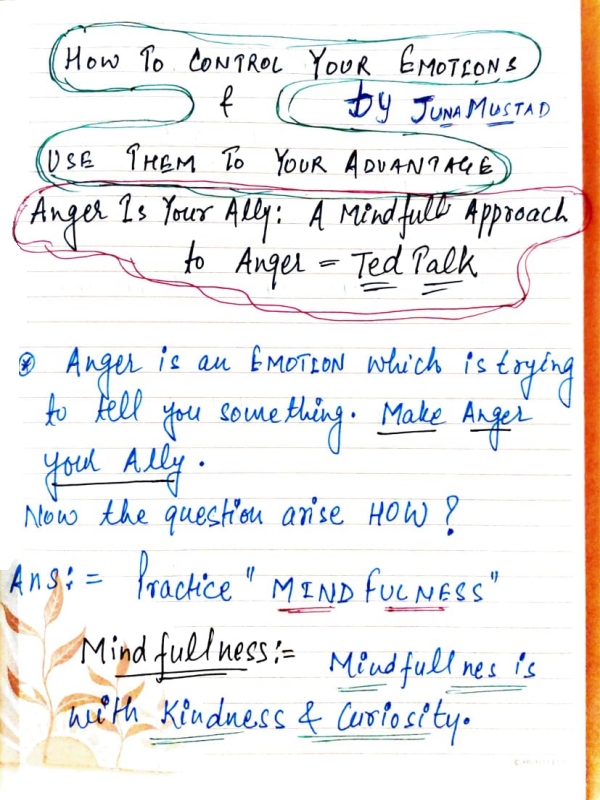 How To CONTROL YOUR EMOTIONS
& by JUNA MUSTAD
USE THEM To YOUR ADVANTAGE
Anger Is Your Ally: A Mindfull Approach
to Anger = Ted Talk
* Anger is an EMOTION which is trying
to tell you something. Make Anger
your Ally.
Now the question arise HOW?
Ans:= Practice "MINDFULNESS"
Mindfullness:= Mindfullnes is
with Kindness & Curiosity.